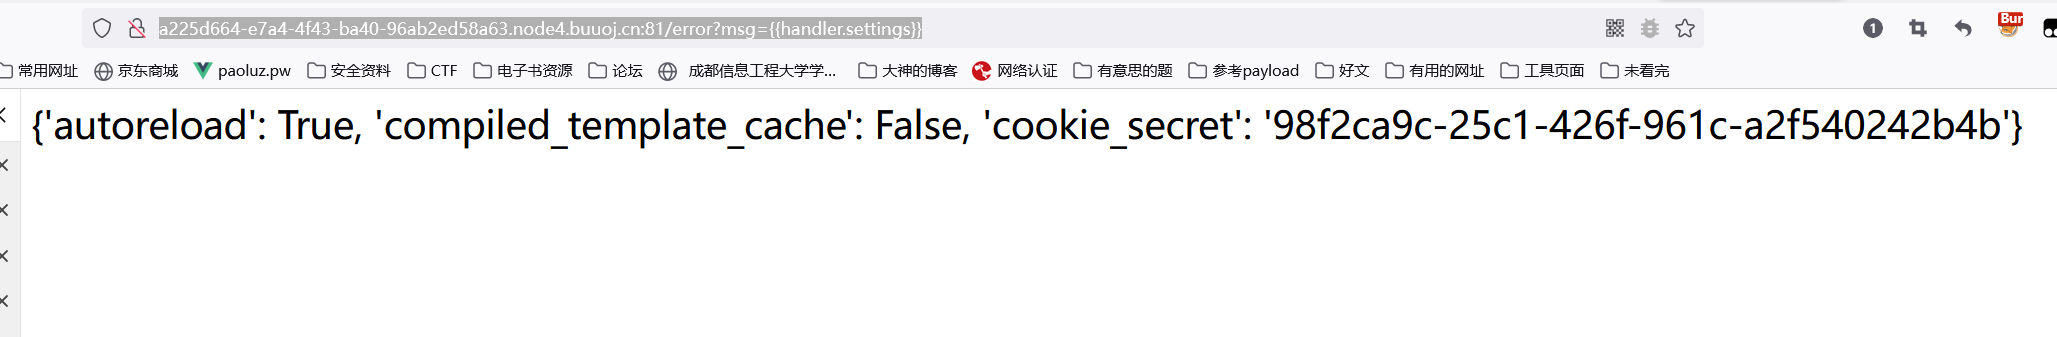 a225d664-e7a4-4f43-ba40-96ab2ed58a63.node4.buuoj.cn:81/error?msg={{handler.settings}} 1 Bur
常用网址 京东商城 paoluz.pw 安全资料 CTF 电子书资源 论坛 成都信息工程大学学... 大神的博客 网络认证 有意思的题 参考payload 好文 有用的网址 工具页面 未看完
{'autoreload': True, 'compiled_template_cache': False, 'cookie_secret': '98f2ca9c-25c1-426f-961c-a2f540242b4b'}